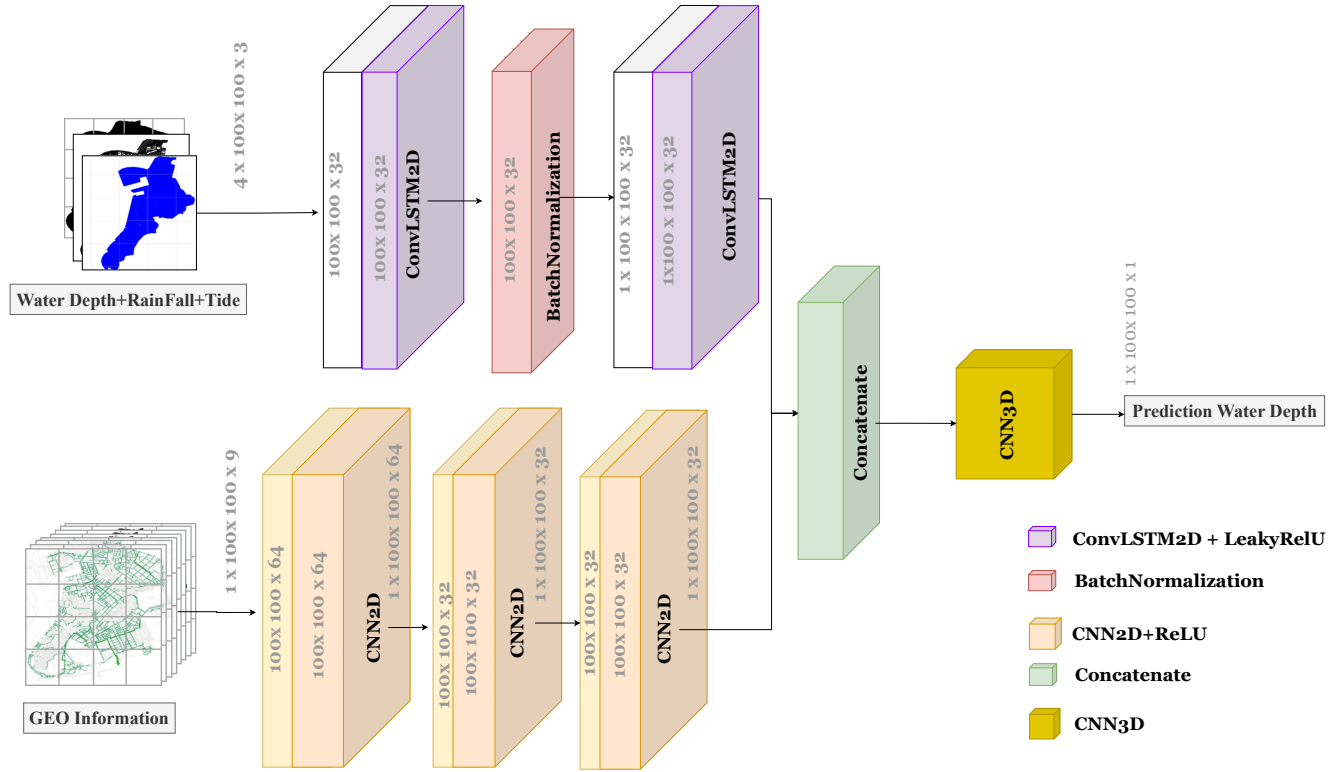 4 x 100x 100 x 3
Water Depth+RainFall+Tide
100x 100 x 32
100x 100 x 32
ConvLSTM2D
100x 100 x 32
BatchNormalization
1 x 100x 100 x 32
1x100x 100 x 32
ConvLSTM2D
1 x 100x 100 x 9
GEO Information
100x 100 x 64
100x 100 x 64
CNN2D
1 x 100x 100 x 64
100x 100 x 32
100x 100 x 32
CNN2D
1 x 100x 100 x 32
100x 100 x 32
100x 100 x 32
CNN2D
1 x 100x 100 x 32
Concatenate
CNN3D
1 x 100x 100 x 1
Prediction Water Depth
ConvLSTM2D + LeakyRelU
BatchNormalization
CNN2D+ReLU
Concatenate
CNN3D